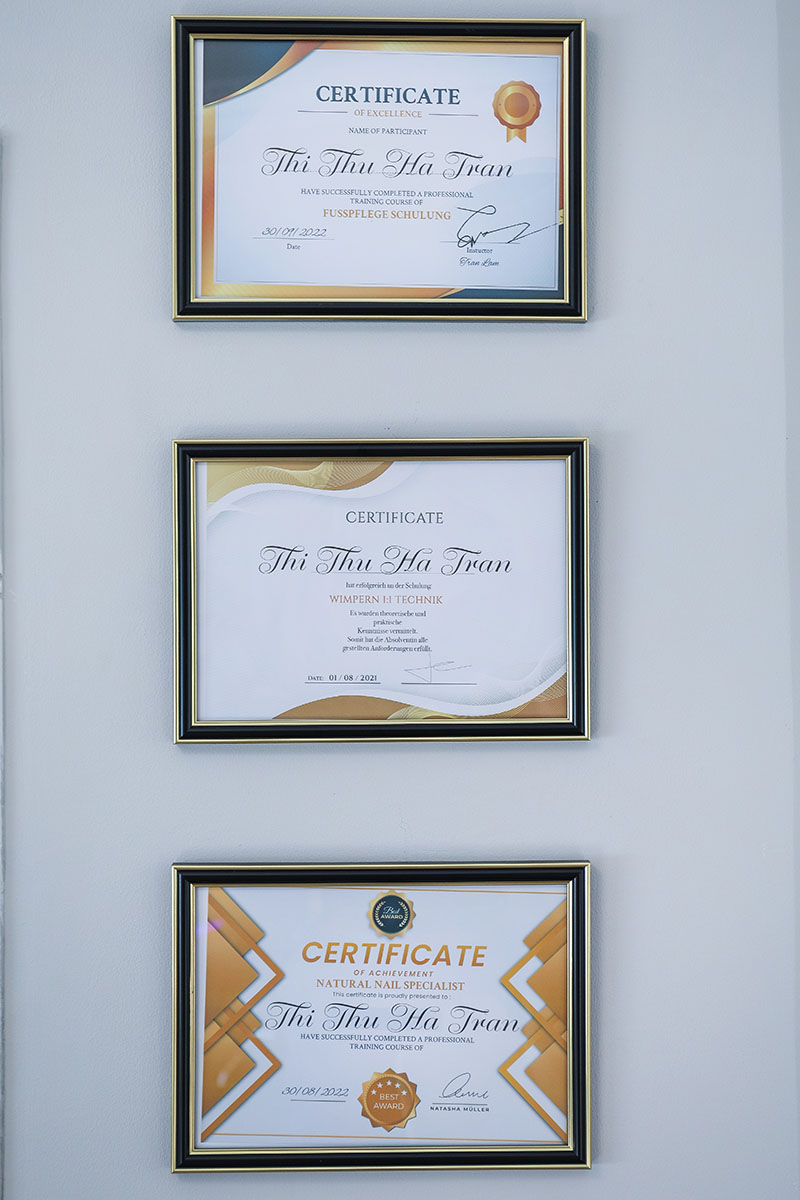 CERTIFICATE
OF EXCELLENCE
NAME OF PARTICIPANT
Thi Thu Ha Tran
HAVE SUCCESSFULLY COMPLETED A PROFESSIONAL
TRAINING COURSE OF
FUSSPFLEGE SCHULUNG
30/09/2022
Date
Instructor
Tran Lam
CERTIFICATE
Thi Thu Ha Tran
hat erfolgreich an der Schulung
WIMPERN 1:1 TECHNIK
Es wurden theoretische und
praktische
Kenntnisse vermittelt.
Somit hat die Absolventin alle
gestellten Anforderungen erfüllt.
DATE: 01 / 08 / 2021
Best
AWARD
CERTIFICATE
OF ACHIEVEMENT
NATURAL NAIL SPECIALIST
This certificate is proudly presented to :
Thi Thu Ha Tran
HAVE SUCCESSFULLY COMPLETED A PROFESSIONAL
TRAINING COURSE OF
30/08/2022
BEST
AWARD
NATASHA MÜLLER